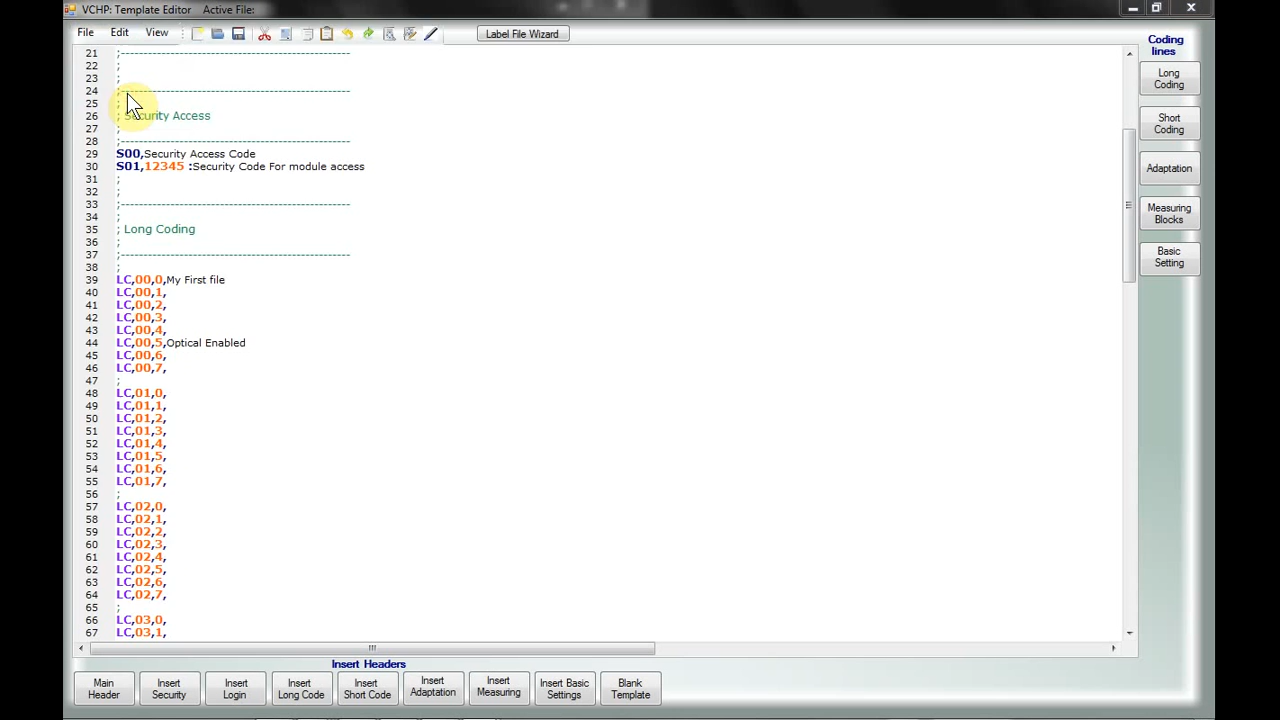 VCHP: Template Editor Active File:
File Edit View Label File Wizard
Coding
lines
21 ;--------------------------------------------------
22 ;
23 ;
24 ;--------------------------------------------------
25 ;
26 ; Security Access
27 ;
28 ;--------------------------------------------------
29 S00,Security Access Code
30 S01,12345 :Security Code For module access
31 ;
32 ;
33 ;--------------------------------------------------
34 ;
35 ; Long Coding
36 ;
37 ;--------------------------------------------------
38 ;
39 LC,00,0,My First file
40 LC,00,1,
41 LC,00,2,
42 LC,00,3,
43 LC,00,4,
44 LC,00,5,Optical Enabled
45 LC,00,6,
46 LC,00,7,
47 ;
48 LC,01,0,
49 LC,01,1,
50 LC,01,2,
51 LC,01,3,
52 LC,01,4,
53 LC,01,5,
54 LC,01,6,
55 LC,01,7,
56 ;
57 LC,02,0,
58 LC,02,1,
59 LC,02,2,
60 LC,02,3,
61 LC,02,4,
62 LC,02,5,
63 LC,02,6,
64 LC,02,7,
65 ;
66 LC,03,0,
67 LC,03,1,
Long
Coding
Short
Coding
Adaptation
Measuring
Blocks
Basic
Setting
Insert Headers
Main
Header
Insert
Security
Insert
Login
Insert
Long Code
Insert
Short Code
Insert
Adaptation
Insert
Measuring
Insert Basic
Settings
Blank
Template